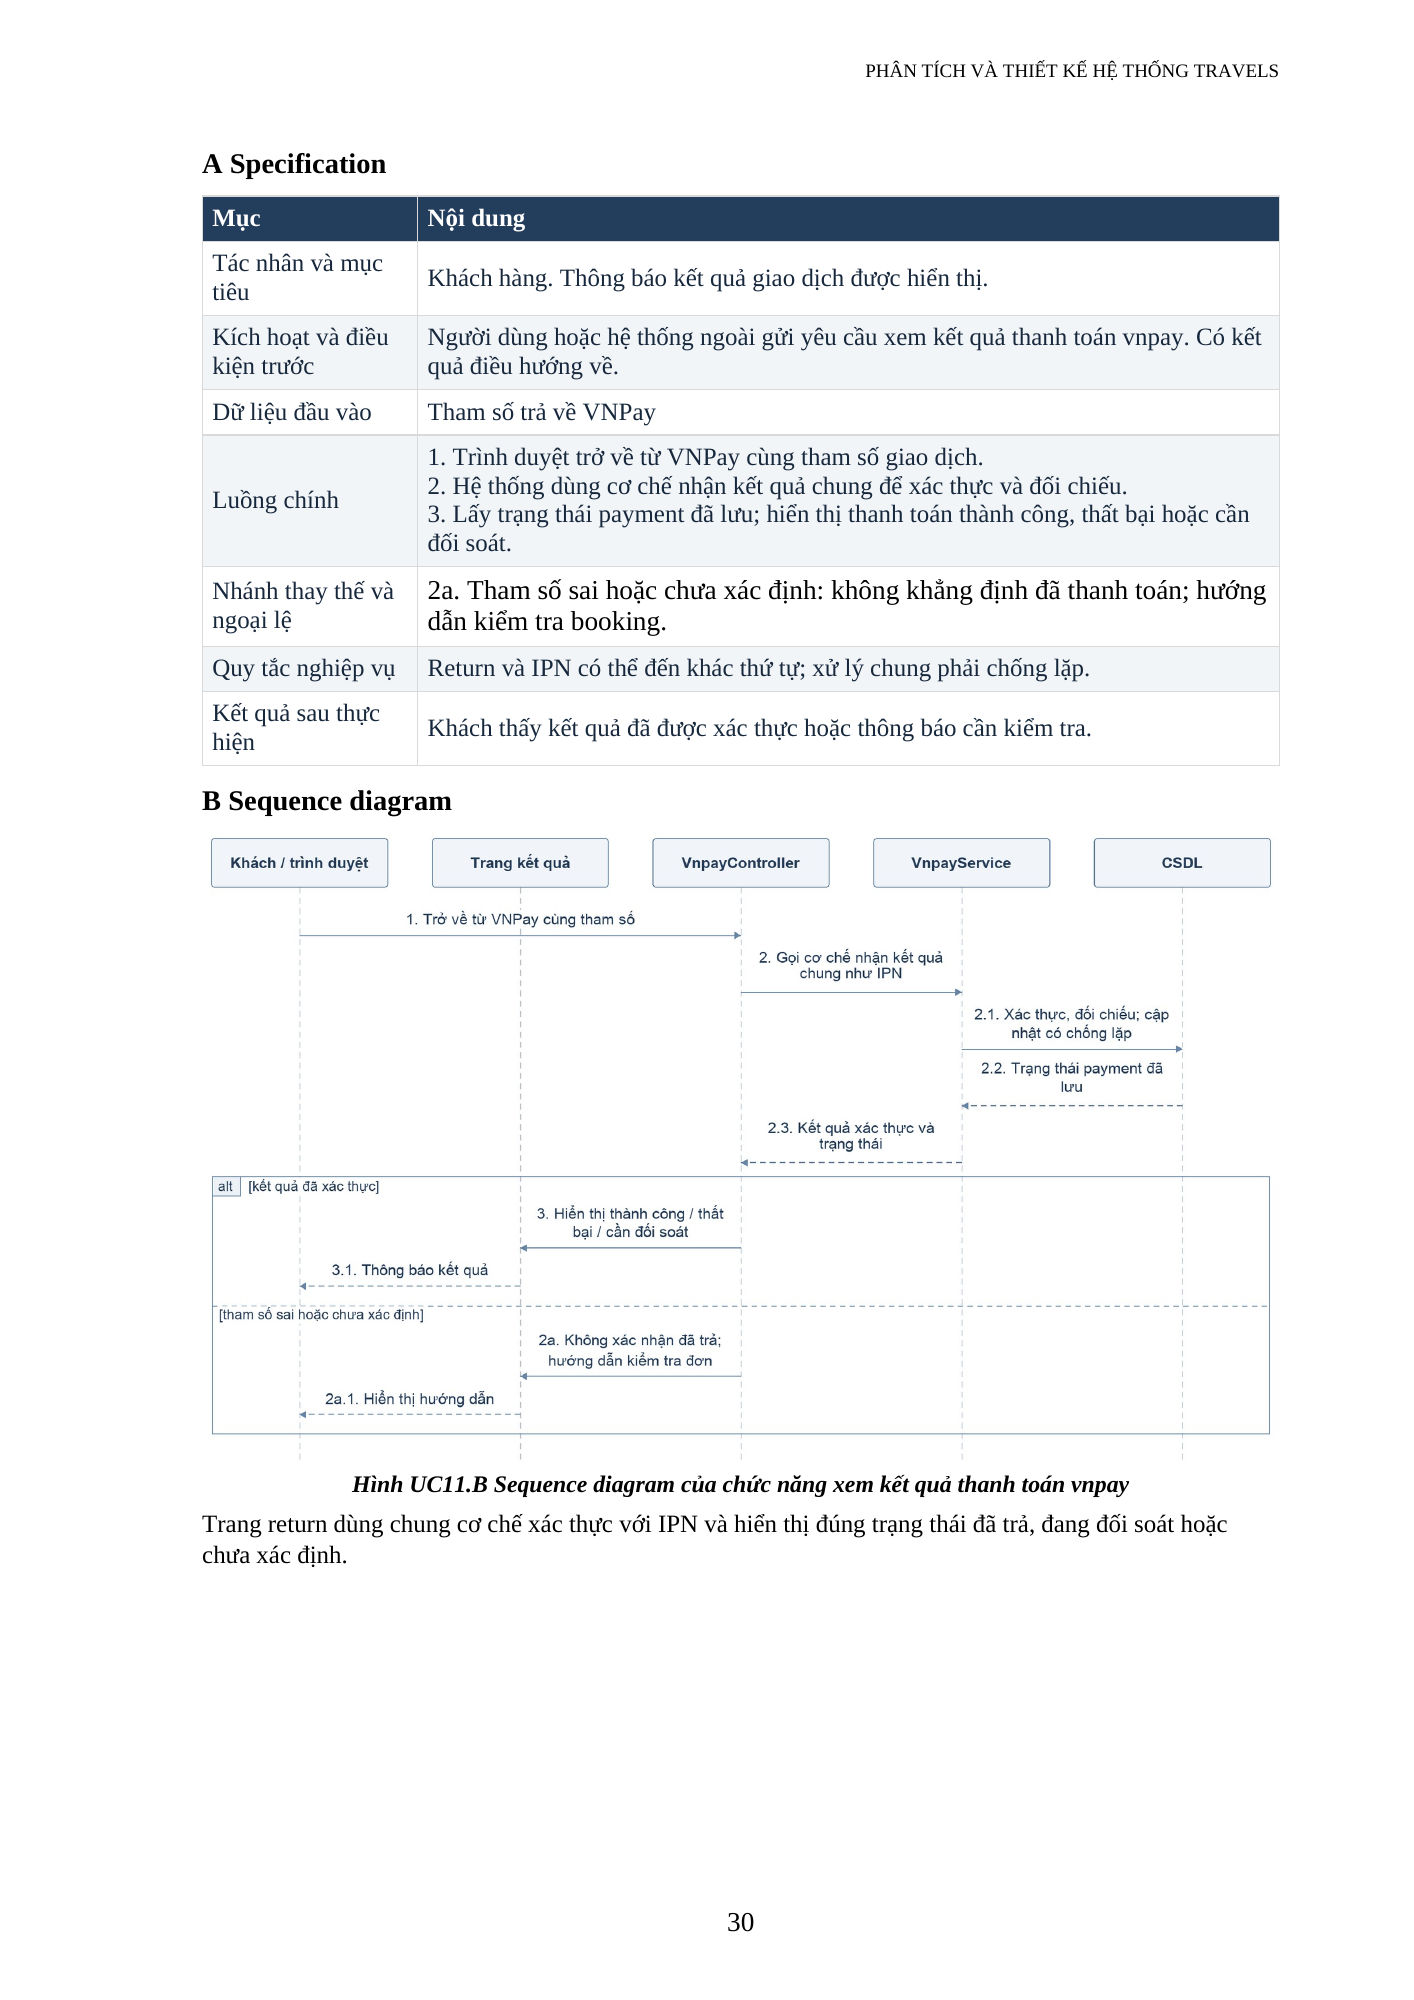 PHÂN TÍCH VÀ THIẾT KẾ HỆ THỐNG TRAVELS
A Specification
Mục
Nội dung
Tác nhân và mục
tiêu
Khách hàng. Thông báo kết quả giao dịch được hiển thị.
Kích hoạt và điều
kiện trước
Người dùng hoặc hệ thống ngoài gửi yêu cầu xem kết quả thanh toán vnpay. Có kết
quả điều hướng về.
Dữ liệu đầu vào
Tham số trả về VNPay
Luồng chính
1. Trình duyệt trở về từ VNPay cùng tham số giao dịch.
2. Hệ thống dùng cơ chế nhận kết quả chung để xác thực và đối chiếu.
3. Lấy trạng thái payment đã lưu; hiển thị thanh toán thành công, thất bại hoặc cần
đối soát.
Nhánh thay thế và
ngoại lệ
2a. Tham số sai hoặc chưa xác định: không khẳng định đã thanh toán; hướng
dẫn kiểm tra booking.
Quy tắc nghiệp vụ
Return và IPN có thể đến khác thứ tự; xử lý chung phải chống lặp.
Kết quả sau thực
hiện
Khách thấy kết quả đã được xác thực hoặc thông báo cần kiểm tra.
B Sequence diagram
Khách / trình duyệt
Trang kết quả
VnpayController
VnpayService
CSDL
1. Trở về từ VNPay cùng tham số
2. Gọi cơ chế nhận kết quả
chung như IPN
2.1. Xác thực, đối chiếu; cập
nhật có chống lặp
2.2. Trạng thái payment đã
lưu
2.3. Kết quả xác thực và
trạng thái
alt [kết quả đã xác thực]
3. Hiển thị thành công / thất
bại / cần đối soát
3.1. Thông báo kết quả
[tham số sai hoặc chưa xác định]
2a. Không xác nhận đã trả;
hướng dẫn kiểm tra đơn
2a.1. Hiển thị hướng dẫn
Hình UC11.B Sequence diagram của chức năng xem kết quả thanh toán vnpay
Trang return dùng chung cơ chế xác thực với IPN và hiển thị đúng trạng thái đã trả, đang đối soát hoặc
chưa xác định.
30